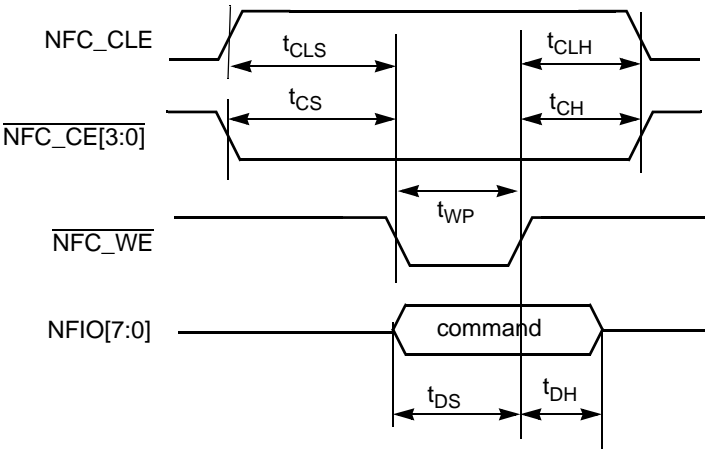 NFC_CLE
tCLS
tCLH
tCS
tCH
NFC_CE[3:0]
tWP
NFC_WE
NFIO[7:0]
command
tDS
tDH